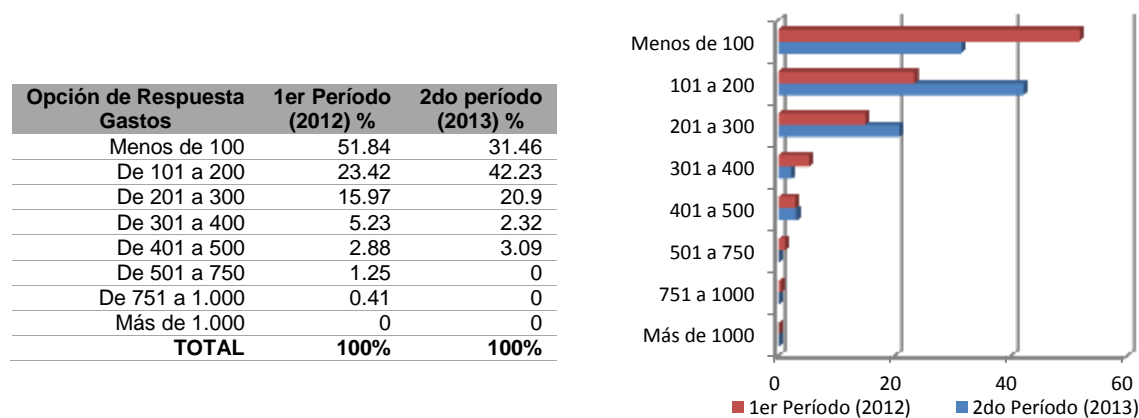 Opción de Respuesta Gastos 1er Período (2012) % 2do período (2013) %
Menos de 100 51.84 31.46
De 101 a 200 23.42 42.23
De 201 a 300 15.97 20.9
De 301 a 400 5.23 2.32
De 401 a 500 2.88 3.09
De 501 a 750 1.25 0
De 751 a 1.000 0.41 0
Más de 1.000 0 0
TOTAL 100% 100%
Menos de 100
101 a 200
201 a 300
301 a 400
401 a 500
501 a 750
751 a 1000
Más de 1000
0 20 40 60
1er Período (2012) 2do Período (2013)